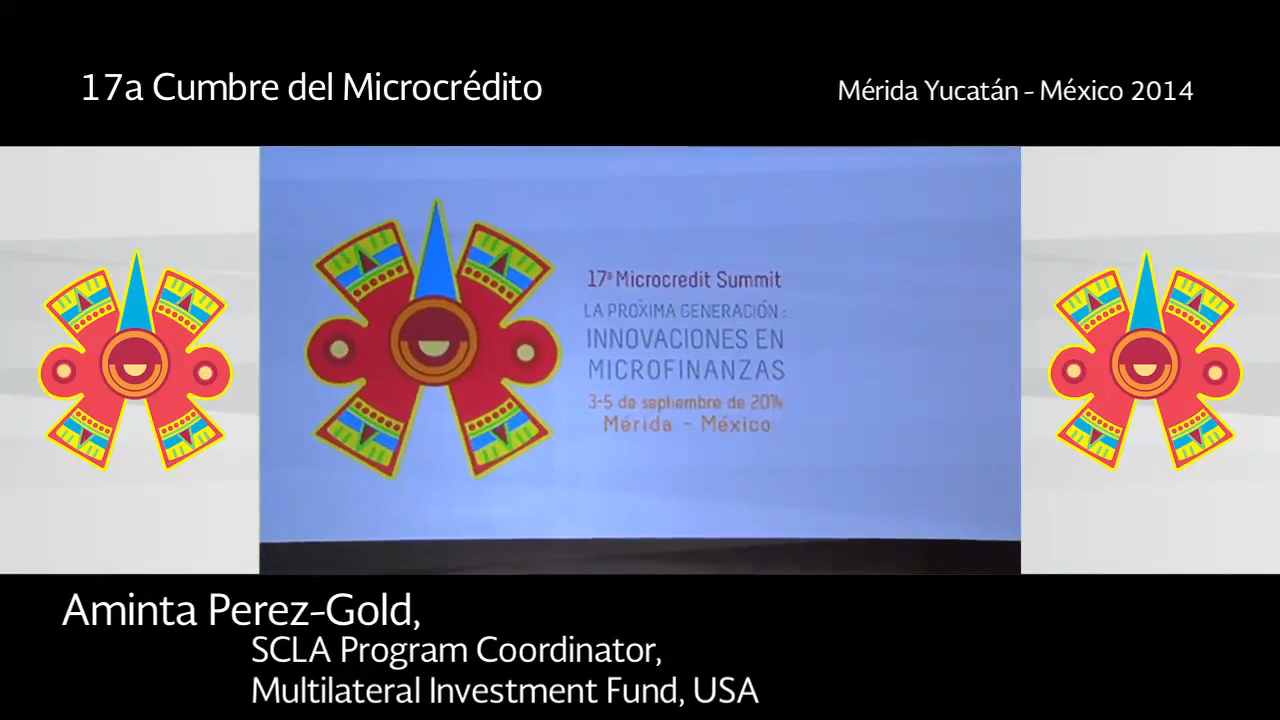 17a Cumbre del Microcrédito
Mérida Yucatán - México 2014
17ª Microcredit Summit
LA PRÓXIMA GENERACIÓN :
INNOVACIONES EN
MICROFINANZAS
3-5 de septiembre de 2014
Mérida - México
Aminta Perez-Gold,
SCLA Program Coordinator,
Multilateral Investment Fund, USA